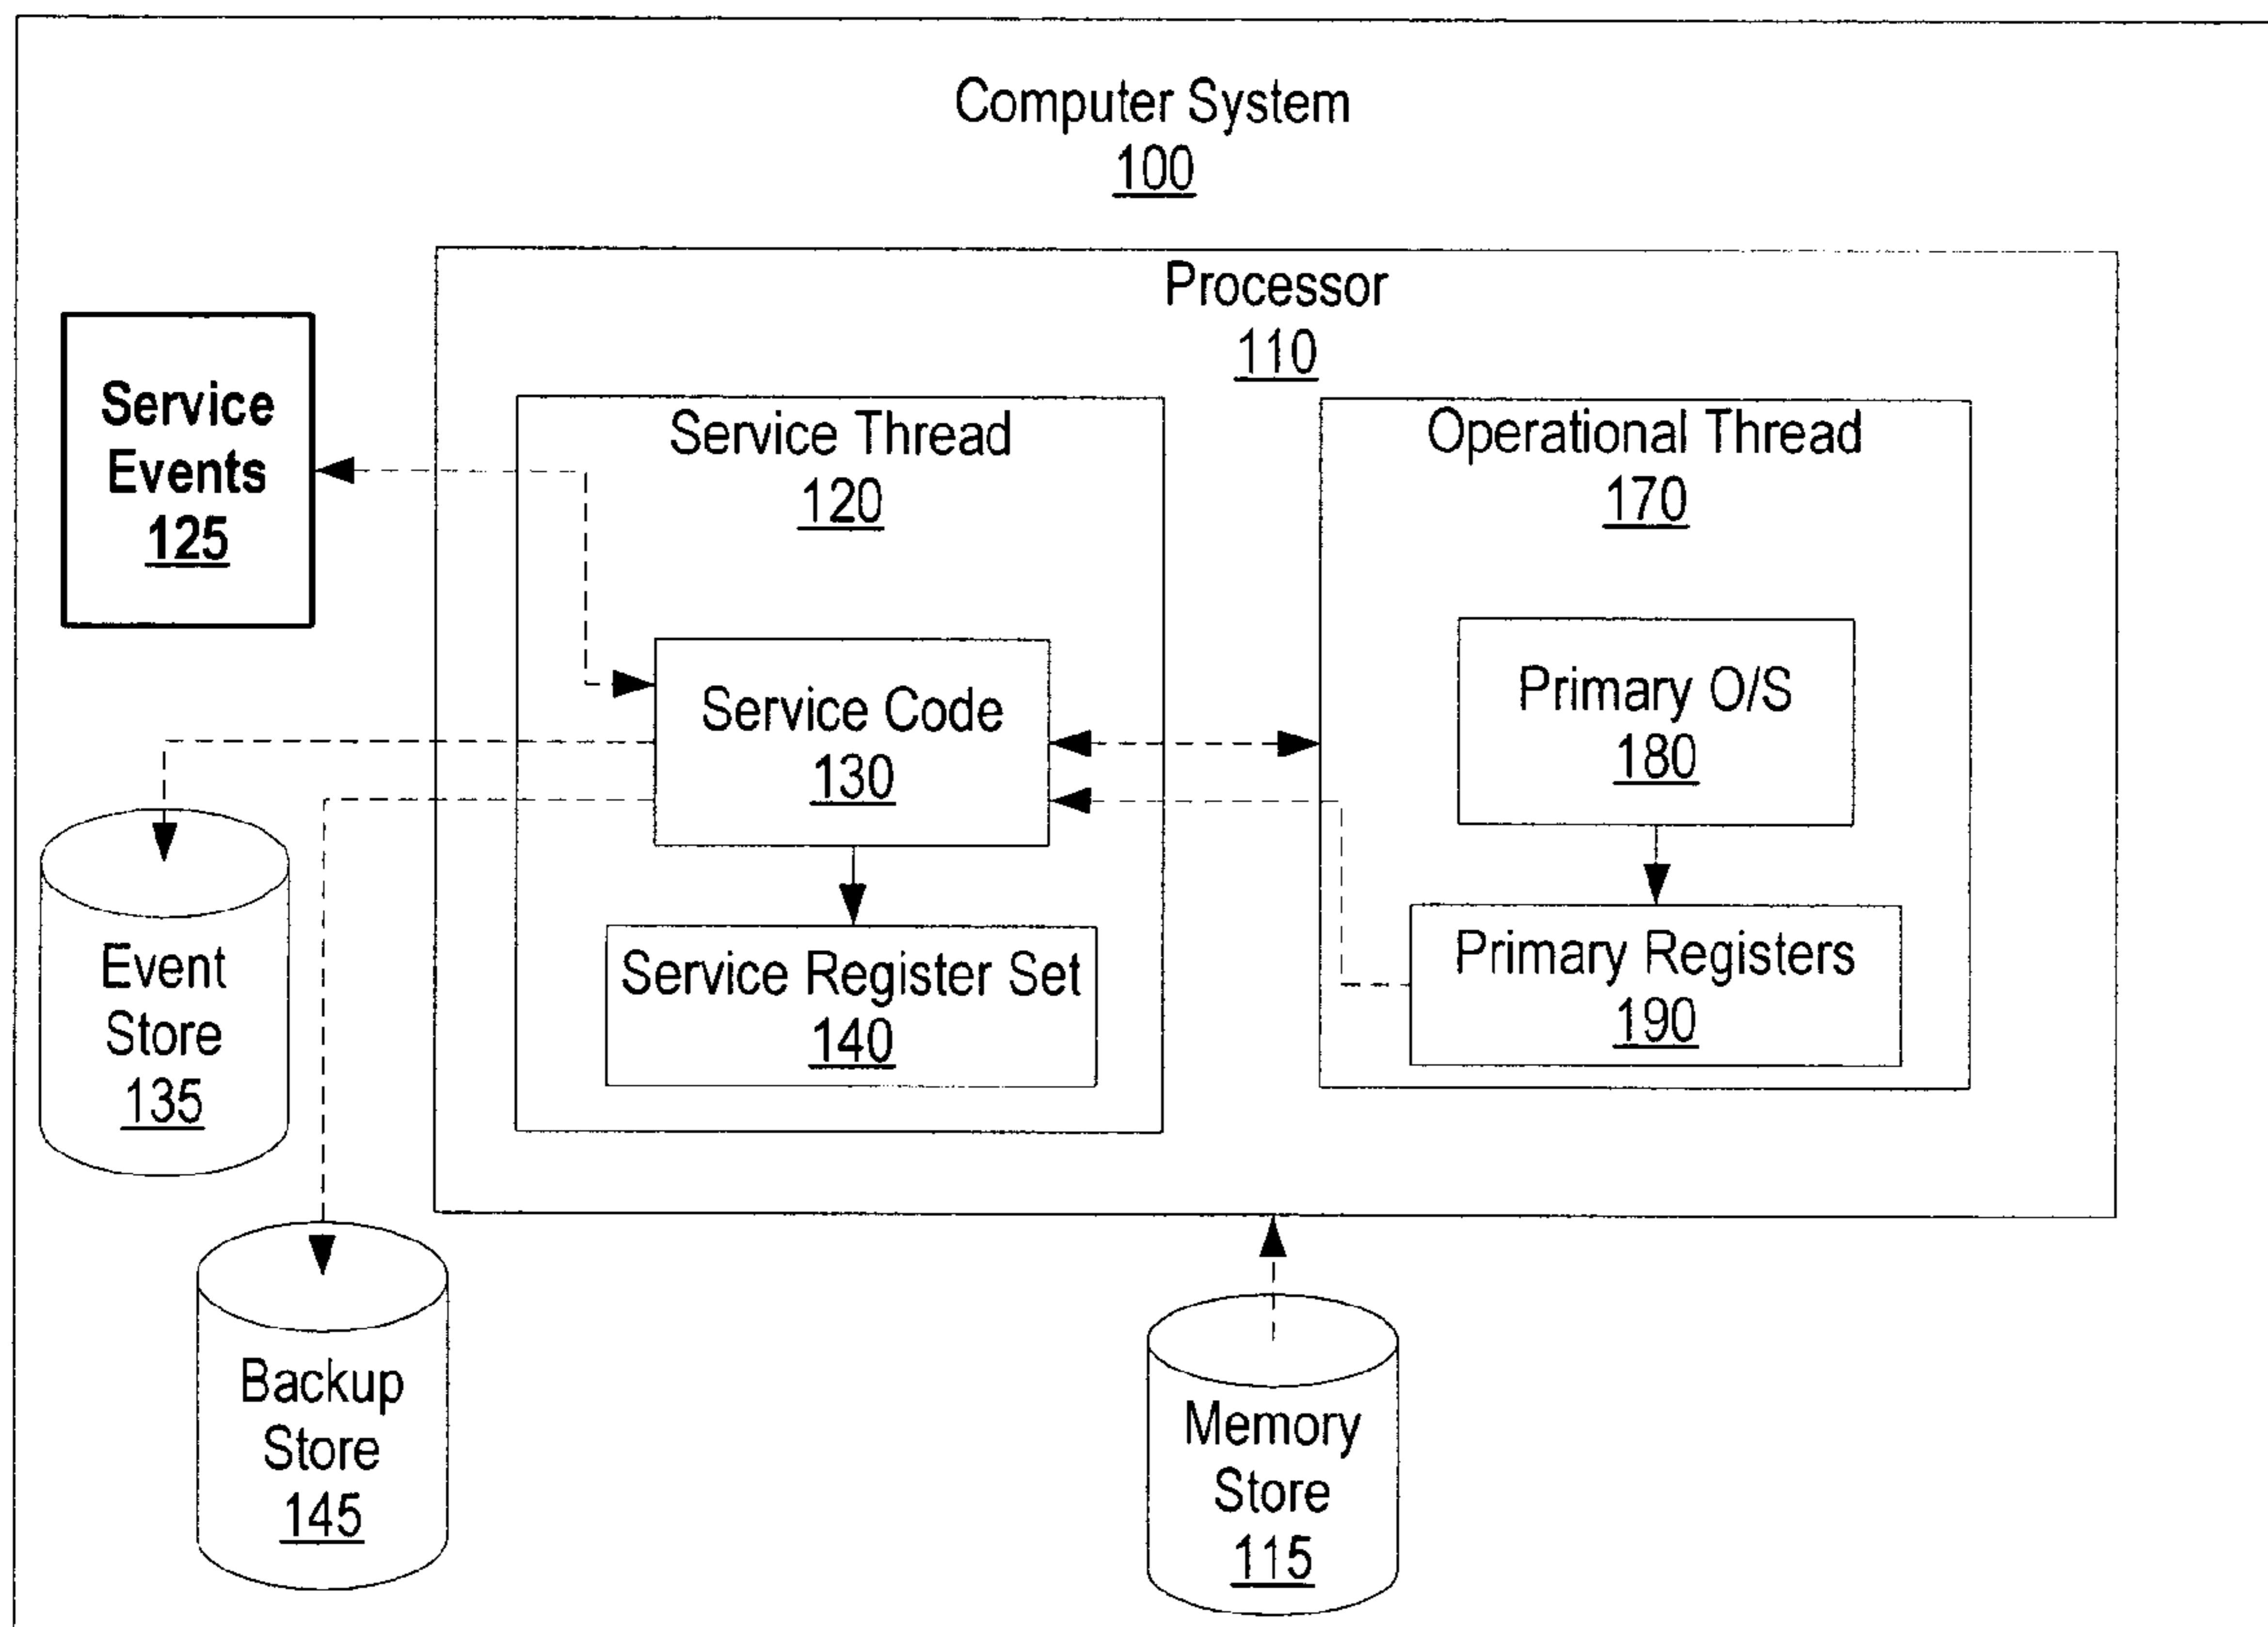 Computer System
100
Processor
110
Service
Events
125
Service Thread
120
Operational Thread
170
Service Code
130
Primary O/S
180
Service Register Set
140
Primary Registers
190
Event
Store
135
Backup
Store
145
Memory
Store
115